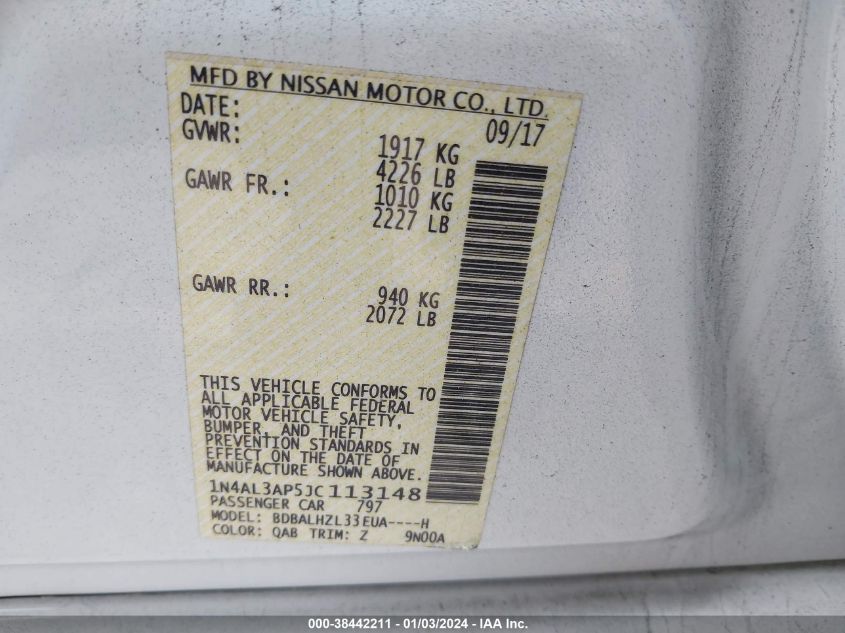 MFD BY NISSAN MOTOR CO., LTD.
DATE: 09/17
GVWR: 1917 KG
4226 LB
GAWR FR.: 1010 KG
2227 LB
GAWR RR.: 940 KG
2072 LB
THIS VEHICLE CONFORMS TO
ALL APPLICABLE FEDERAL
MOTOR VEHICLE SAFETY,
BUMPER, AND THEFT
PREVENTION STANDARDS IN
EFFECT ON THE DATE OF
MANUFACTURE SHOWN ABOVE.
1N4AL3AP5JC113148
PASSENGER CAR 797
MODEL: BDBALHZL33EUA----H
COLOR: QAB TRIM: Z 9N00A
000-38442211 - 01/03/2024 - IAA Inc.